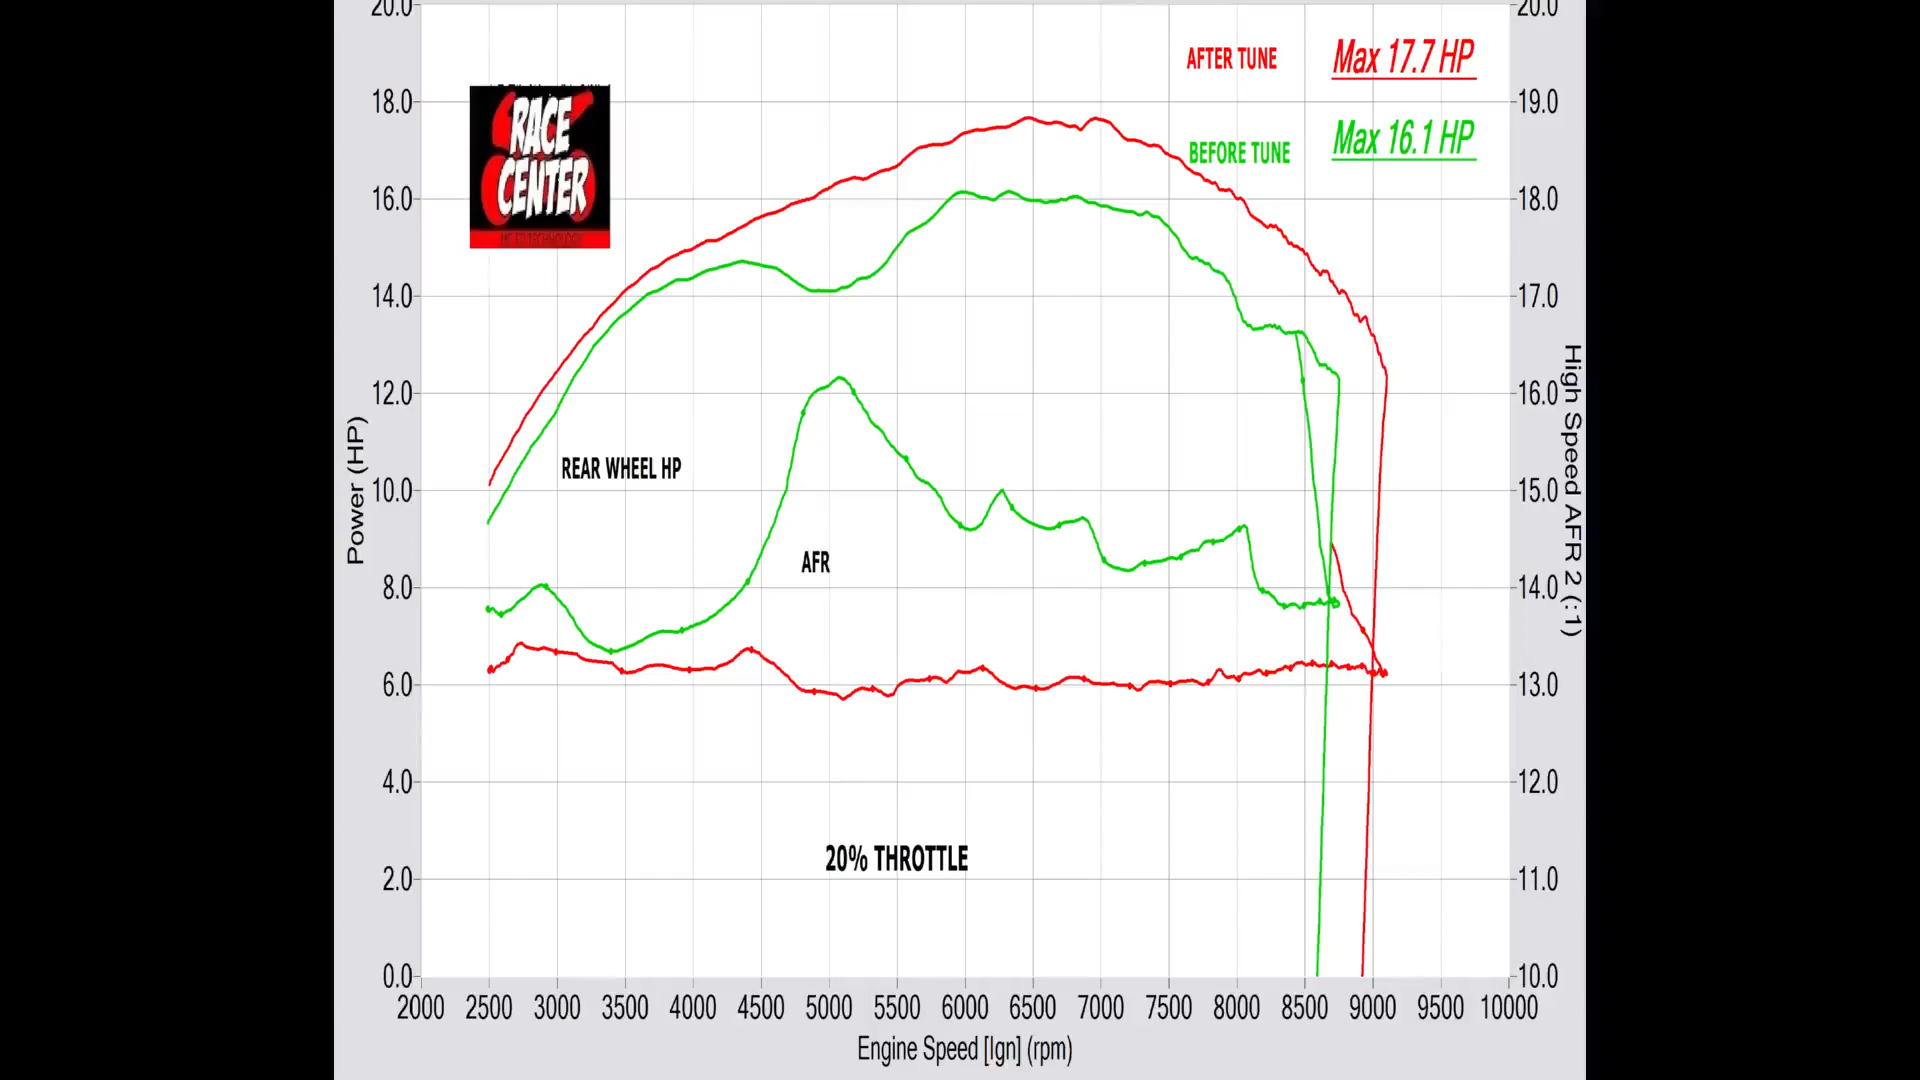 20.0
20.0
AFTER TUNE
Max 17.7 HP
18.0
19.0
RACE
CENTER
BEFORE TUNE
Max 16.1 HP
16.0
18.0
14.0
17.0
12.0
16.0
REAR WHEEL HP
10.0
15.0
Power (HP)
High Speed AFR 2 (:1)
AFR
8.0
14.0
6.0
13.0
4.0
12.0
20% THROTTLE
2.0
11.0
0.0
10.0
2000 2500 3000 3500 4000 4500 5000 5500 6000 6500 7000 7500 8000 8500 9000 9500 10000
Engine Speed [Ign] (rpm)